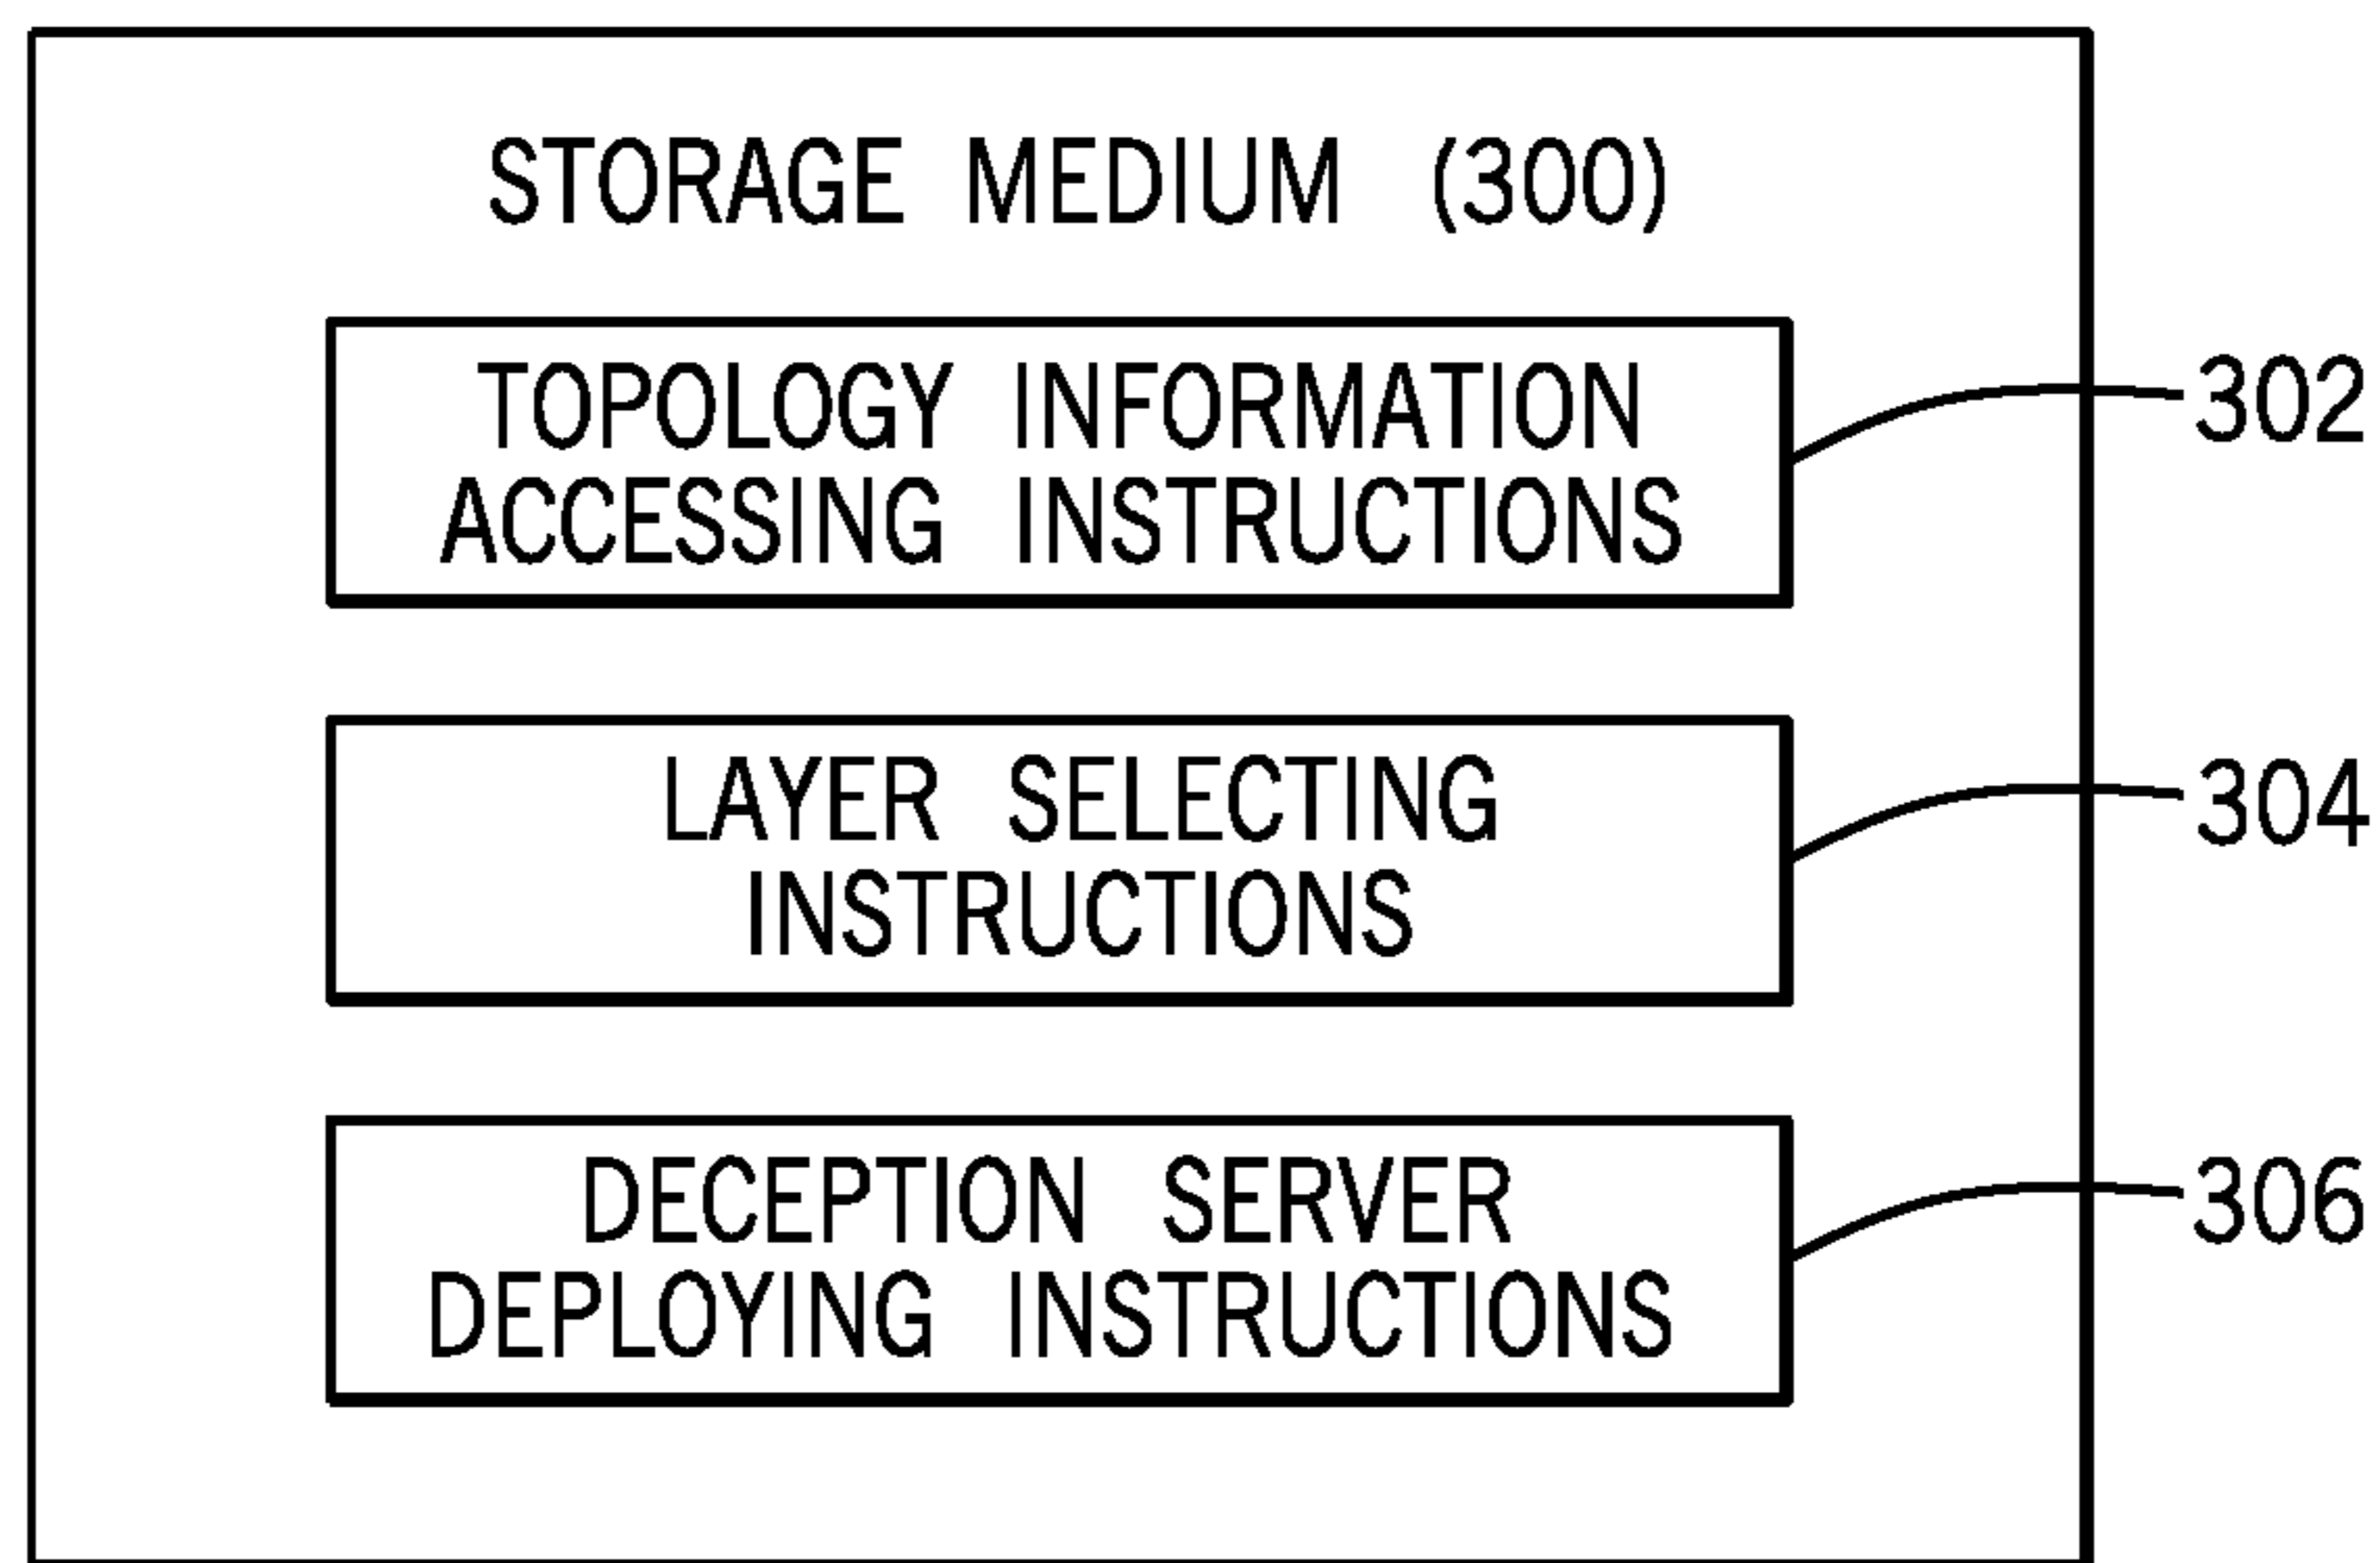 STORAGE MEDIUM (300)
TOPOLOGY INFORMATION
ACCESSING INSTRUCTIONS
302
LAYER SELECTING
INSTRUCTIONS
304
DECEPTION SERVER
DEPLOYING INSTRUCTIONS
306